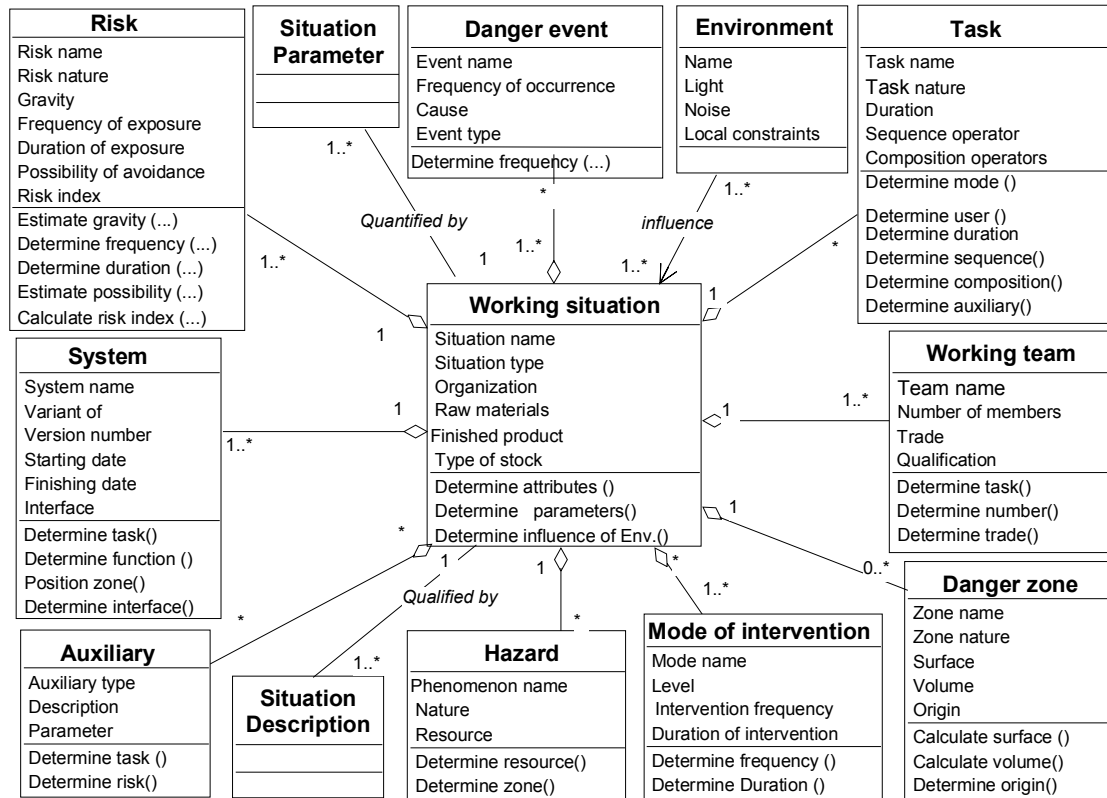 Risk
Risk name
Risk nature
Gravity
Frequency of exposure
Duration of exposure
Possibility of avoidance
Risk index
Estimate gravity (...)
Determine frequency (...)
Determine duration (...)
Estimate possibility (...)
Calculate risk index (...)
Situation
Parameter
Danger event
Event name
Frequency of occurrence
Cause
Event type
Determine frequency (...)
Environment
Name
Light
Noise
Local constraints
Task
Task name
Task nature
Duration
Sequence operator
Composition operators
Determine mode ()
Determine user ()
Determine duration
Determine sequence()
Determine composition()
Determine auxiliary()
1..*
Quantified by
1
*
1..*
1..*
influence
1..*
*
1
1..*
1
Working situation
Situation name
Situation type
Organization
Raw materials
Finished product
Type of stock
Determine attributes ()
Determine parameters()
Determine influence of Env.()
System
System name
Variant of
Version number
Starting date
Finishing date
Interface
Determine task()
Determine function ()
Position zone()
Determine interface()
1
1..*
Working team
Team name
Number of members
Trade
Qualification
Determine task()
Determine number()
Determine trade()
1
1..*
1
0..*
*
*
1
Qualified by
1..*
1
*
*
1..*
Auxiliary
Auxiliary type
Description
Parameter
Determine task ()
Determine risk()
Situation
Description
Hazard
Phenomenon name
Nature
Resource
Determine resource()
Determine zone()
Mode of intervention
Mode name
Level
Intervention frequency
Duration of intervention
Determine frequency ()
Determine Duration ()
Danger zone
Zone name
Zone nature
Surface
Volume
Origin
Calculate surface ()
Calculate volume()
Determine origin()